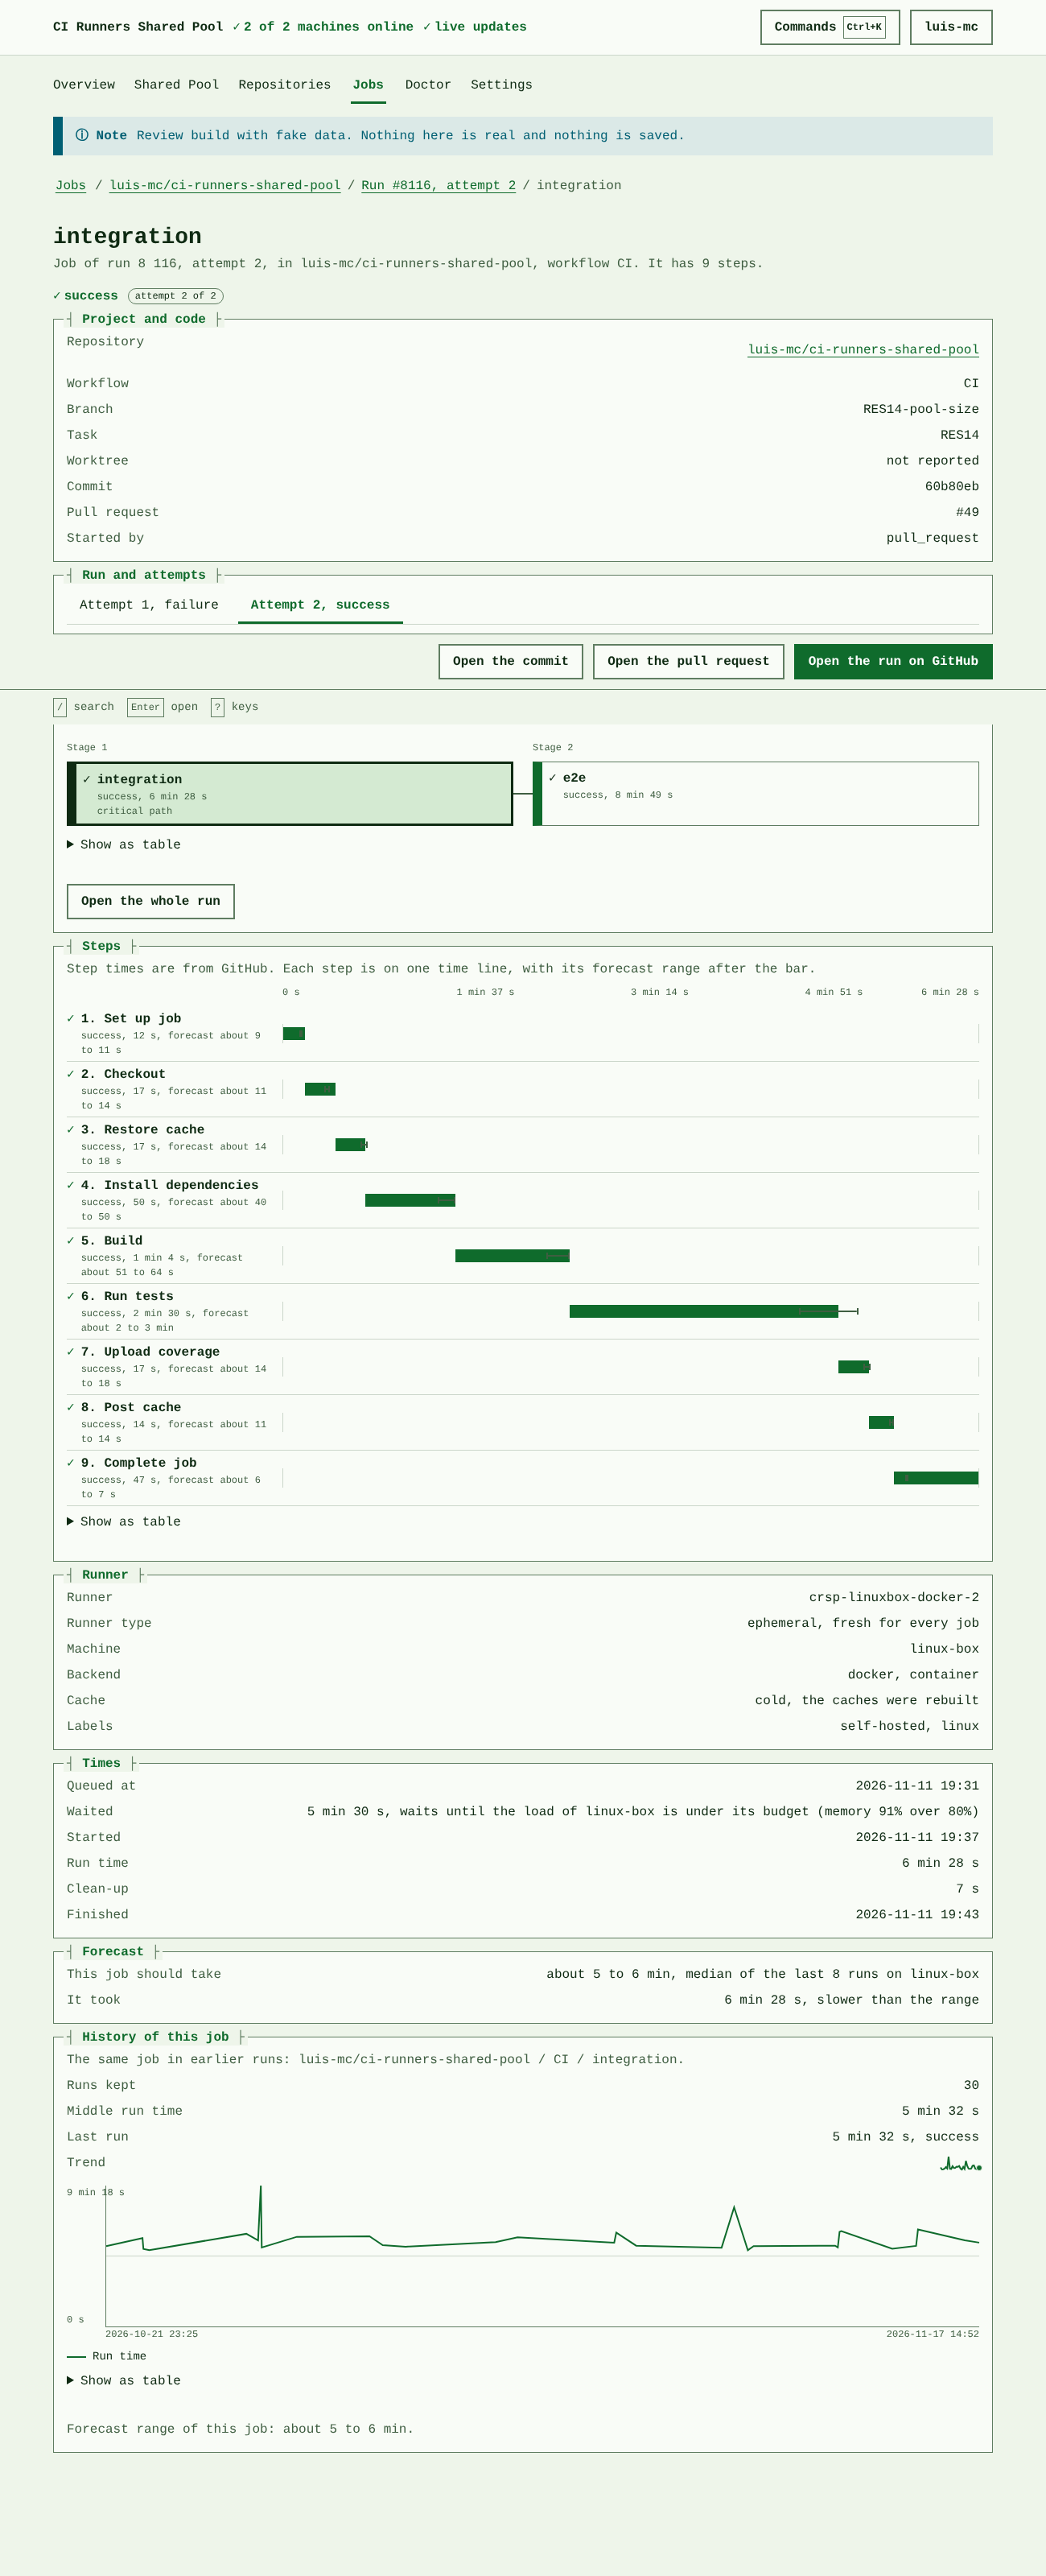 CI Runners Shared Pool ✓ 2 of 2 machines online ✓ live updates Commands Ctrl+K luis-mc
Overview Shared Pool Repositories Jobs Doctor Settings
ⓘ Note Review build with fake data. Nothing here is real and nothing is saved.
Jobs / luis-mc/ci-runners-shared-pool / Run #8116, attempt 2 / integration
integration
Job of run 8 116, attempt 2, in luis-mc/ci-runners-shared-pool, workflow CI. It has 9 steps.
✓ success attempt 2 of 2
Project and code
Repository luis-mc/ci-runners-shared-pool
Workflow CI
Branch RES14-pool-size
Task RES14
Worktree not reported
Commit 60b80eb
Pull request #49
Started by pull_request
Run and attempts
Attempt 1, failure Attempt 2, success
Open the commit Open the pull request Open the run on GitHub
/ search Enter open ? keys
Stage 1 Stage 2
✓ integration ✓ e2e
success, 6 min 28 s success, 8 min 49 s
critical path
▶ Show as table
Open the whole run
Steps
Step times are from GitHub. Each step is on one time line, with its forecast range after the bar.
0 s 1 min 37 s 3 min 14 s 4 min 51 s 6 min 28 s
✓ 1. Set up job
success, 12 s, forecast about 9
to 11 s
✓ 2. Checkout
success, 17 s, forecast about 11
to 14 s
✓ 3. Restore cache
success, 17 s, forecast about 14
to 18 s
✓ 4. Install dependencies
success, 50 s, forecast about 40
to 50 s
✓ 5. Build
success, 1 min 4 s, forecast
about 51 to 64 s
✓ 6. Run tests
success, 2 min 30 s, forecast
about 2 to 3 min
✓ 7. Upload coverage
success, 17 s, forecast about 14
to 18 s
✓ 8. Post cache
success, 14 s, forecast about 11
to 14 s
✓ 9. Complete job
success, 47 s, forecast about 6
to 7 s
▶ Show as table
Runner
Runner crsp-linuxbox-docker-2
Runner type ephemeral, fresh for every job
Machine linux-box
Backend docker, container
Cache cold, the caches were rebuilt
Labels self-hosted, linux
Times
Queued at 2026-11-11 19:31
Waited 5 min 30 s, waits until the load of linux-box is under its budget (memory 91% over 80%)
Started 2026-11-11 19:37
Run time 6 min 28 s
Clean-up 7 s
Finished 2026-11-11 19:43
Forecast
This job should take about 5 to 6 min, median of the last 8 runs on linux-box
It took 6 min 28 s, slower than the range
History of this job
The same job in earlier runs: luis-mc/ci-runners-shared-pool / CI / integration.
Runs kept 30
Middle run time 5 min 32 s
Last run 5 min 32 s, success
Trend
9 min 18 s
0 s
2026-10-21 23:25 2026-11-17 14:52
Run time
▶ Show as table
Forecast range of this job: about 5 to 6 min.